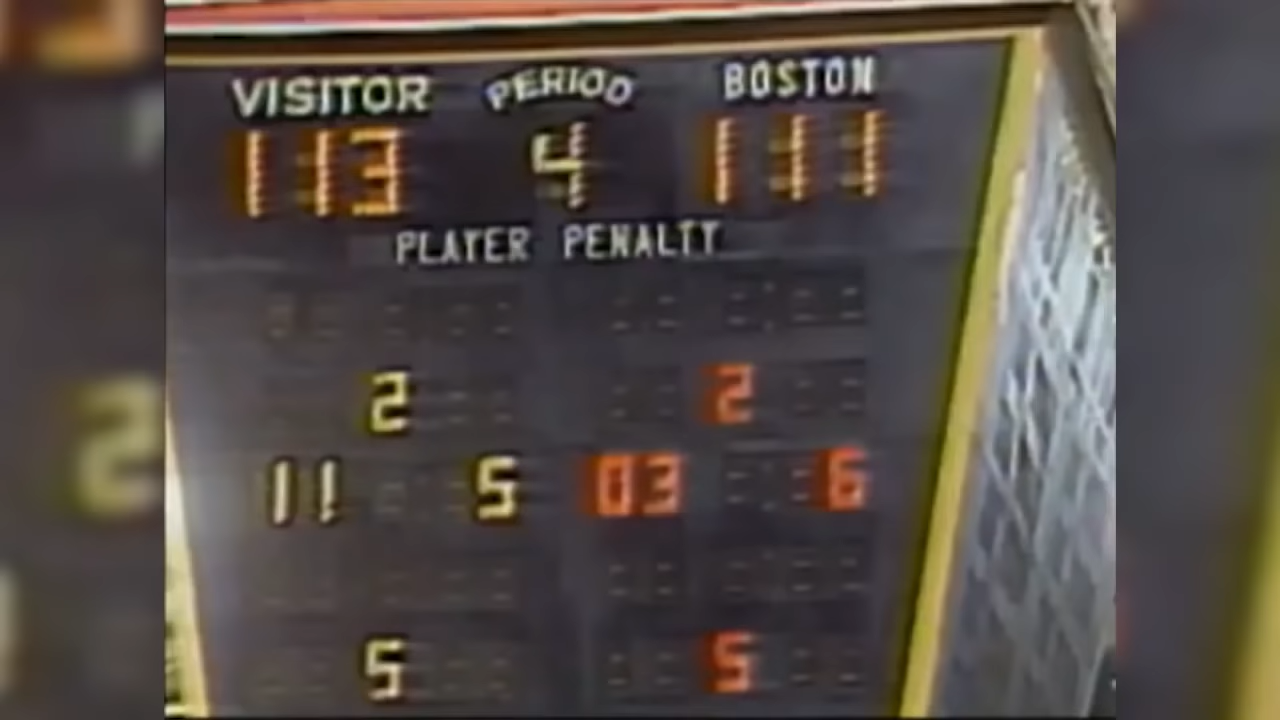 VISITOR PERIOD BOSTON
113 4 111
PLAYER PENALTY
2 2
11 5 03 6
5 5